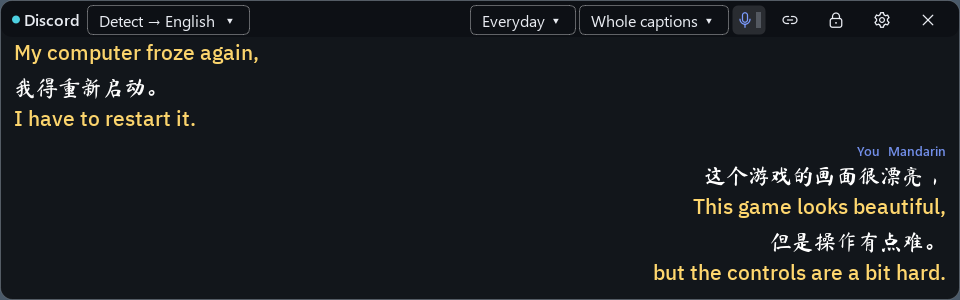 Discord
Detect → English
Everyday
Whole captions
My computer froze again,
我得重新启动。
I have to restart it.
You Mandarin
这个游戏的画面很漂亮，
This game looks beautiful,
但是操作有点难。
but the controls are a bit hard.